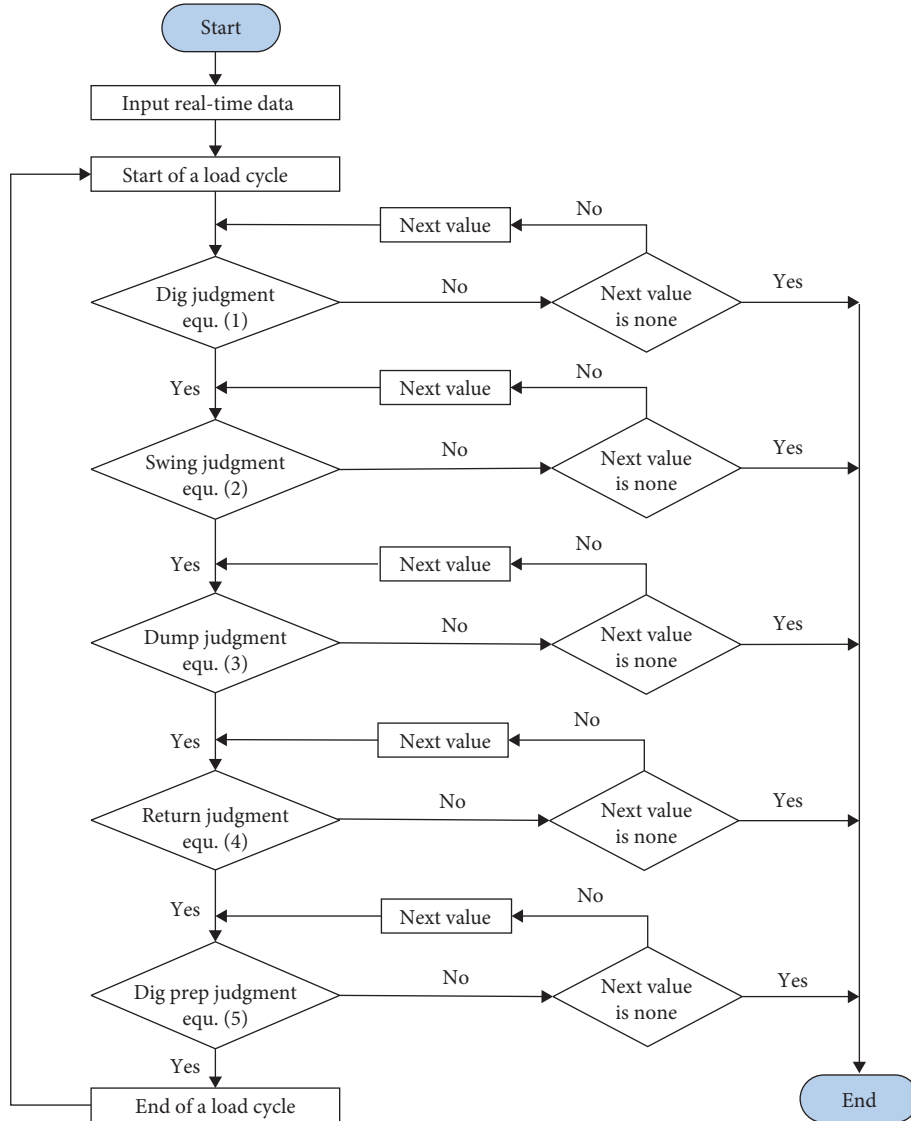 Start
Input real-time data
Start of a load cycle
Next value
No
Dig judgment
equ. (1)
No
Next value
is none
Yes
Yes
Next value
No
Swing judgment
equ. (2)
No
Next value
is none
Yes
Yes
Next value
No
Dump judgment
equ. (3)
No
Next value
is none
Yes
Yes
Next value
No
Return judgment
equ. (4)
No
Next value
is none
Yes
Yes
Next value
No
Dig prep judgment
equ. (5)
No
Next value
is none
Yes
Yes
End of a load cycle
End